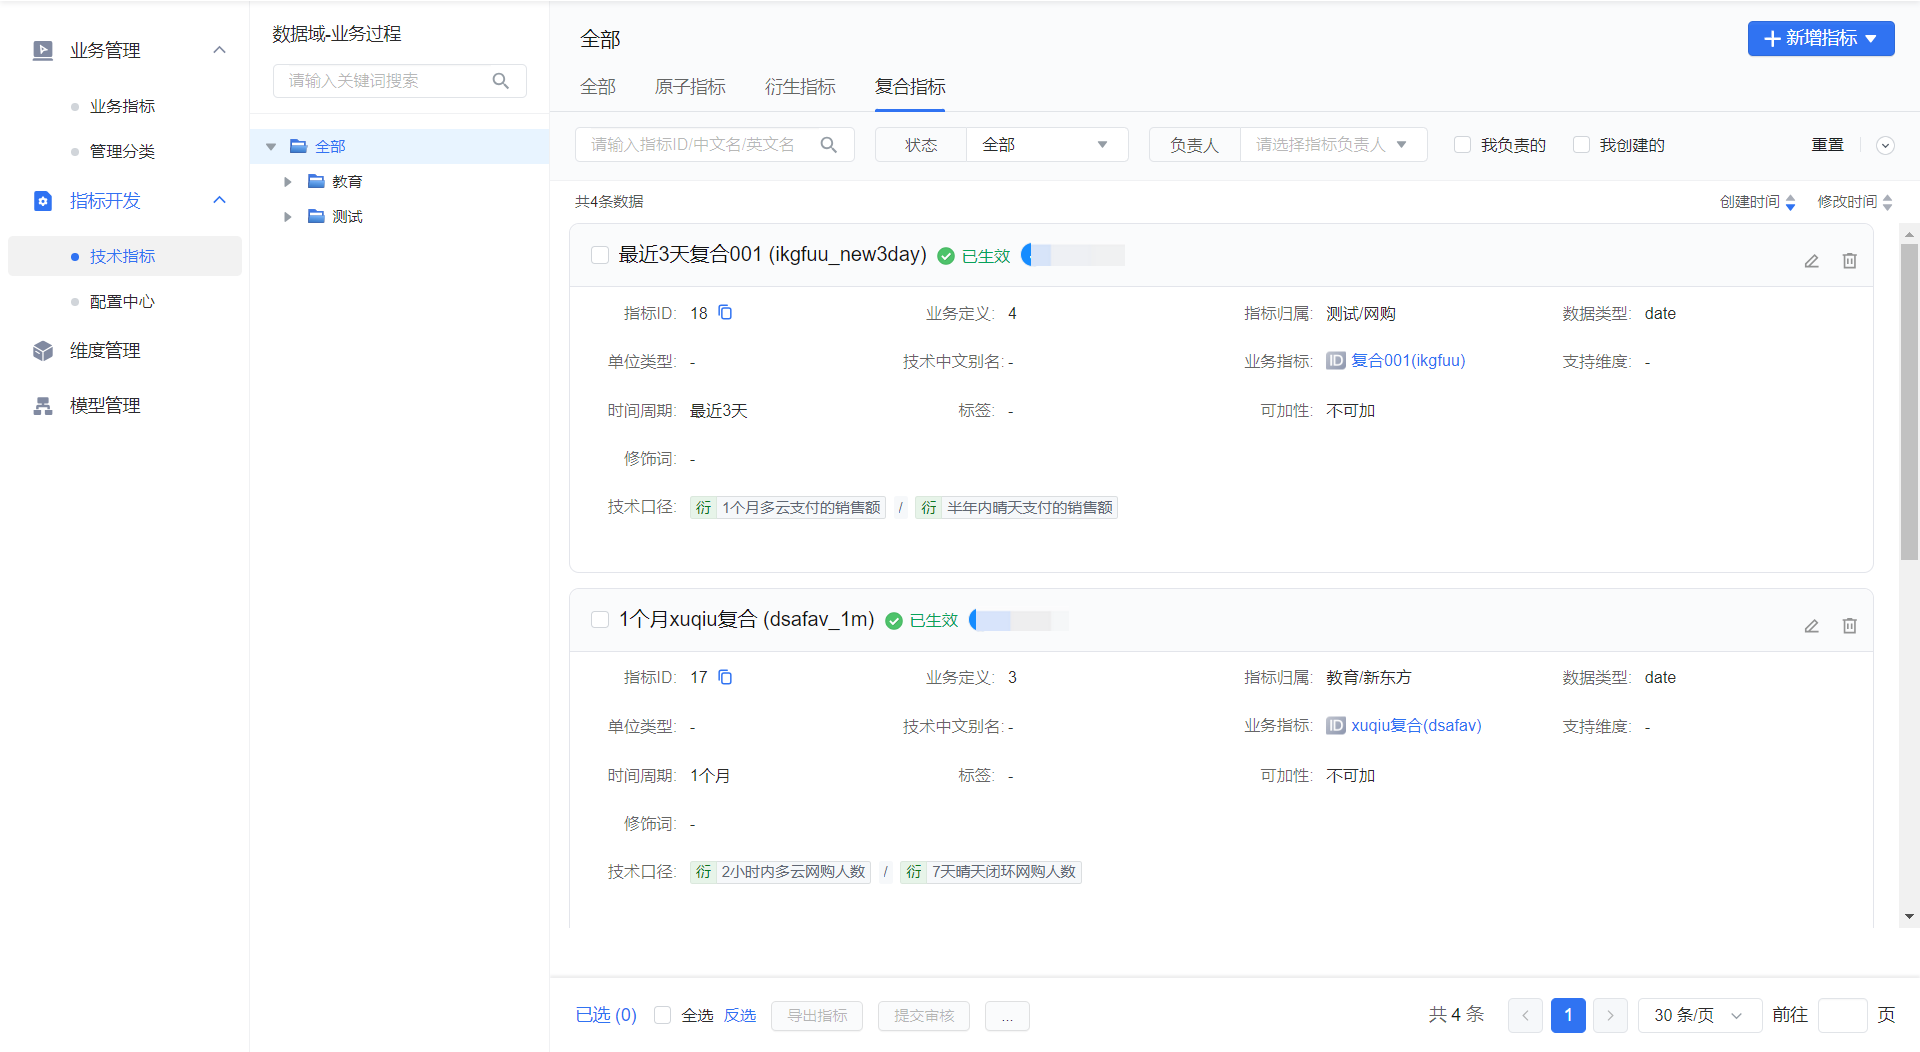 业务管理
业务指标
管理分类
指标开发
技术指标
配置中心
维度管理
模型管理
数据域-业务过程
请输入关键词搜索
全部
教育
测试
全部
新增指标
全部 原子指标 衍生指标 复合指标
请输入指标ID/中文名/英文名 状态 全部 负责人 请选择指标负责人 我负责的 我创建的 重置
共4条数据 创建时间 修改时间
最近3天复合001 (ikgfuu_new3day) 已生效
指标ID: 18 业务定义: 4 指标归属: 测试/网购 数据类型: date
单位类型: - 技术中文别名: - 业务指标: ID 复合001(ikgfuu) 支持维度: -
时间周期: 最近3天 标签: - 可加性: 不可加
修饰词: -
技术口径: 衍 1个月多云支付的销售额 / 衍 半年内晴天支付的销售额
1个月xuqiu复合 (dsafav_1m) 已生效
指标ID: 17 业务定义: 3 指标归属: 教育/新东方 数据类型: date
单位类型: - 技术中文别名: - 业务指标: ID xuqiu复合(dsafav) 支持维度: -
时间周期: 1个月 标签: - 可加性: 不可加
修饰词: -
技术口径: 衍 2小时内多云网购人数 / 衍 7天晴天闭环网购人数
已选 (0) 全选 反选 导出指标 提交审核 ... 共 4 条 1 30 条/页 前往 页